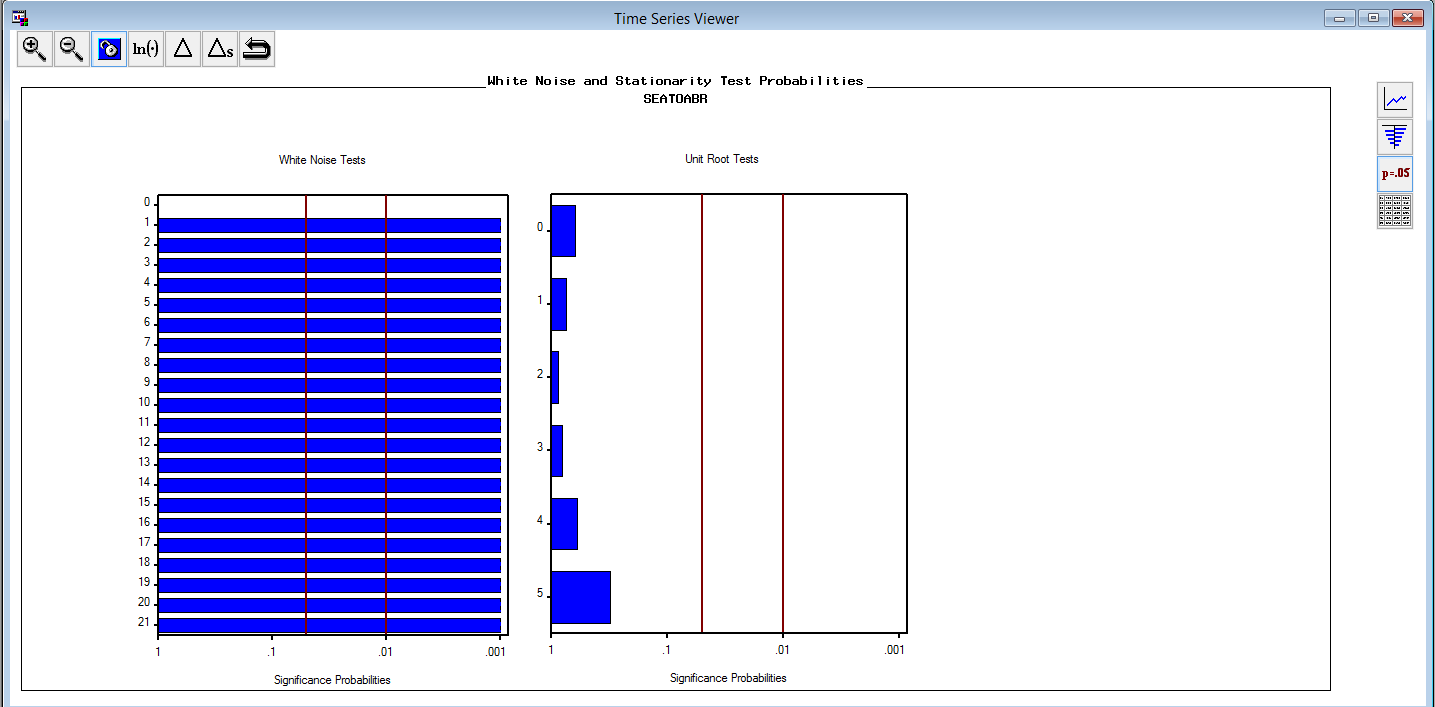 Time Series Viewer
ln(·) Δ Δs
White Noise and Stationarity Test Probabilities
SEATOABR
p=.05
White Noise Tests
0
1
2
3
4
5
6
7
8
9
10
11
12
13
14
15
16
17
18
19
20
21
1 .1 .01 .001
Significance Probabilities
Unit Root Tests
0
1
2
3
4
5
1 .1 .01 .001
Significance Probabilities